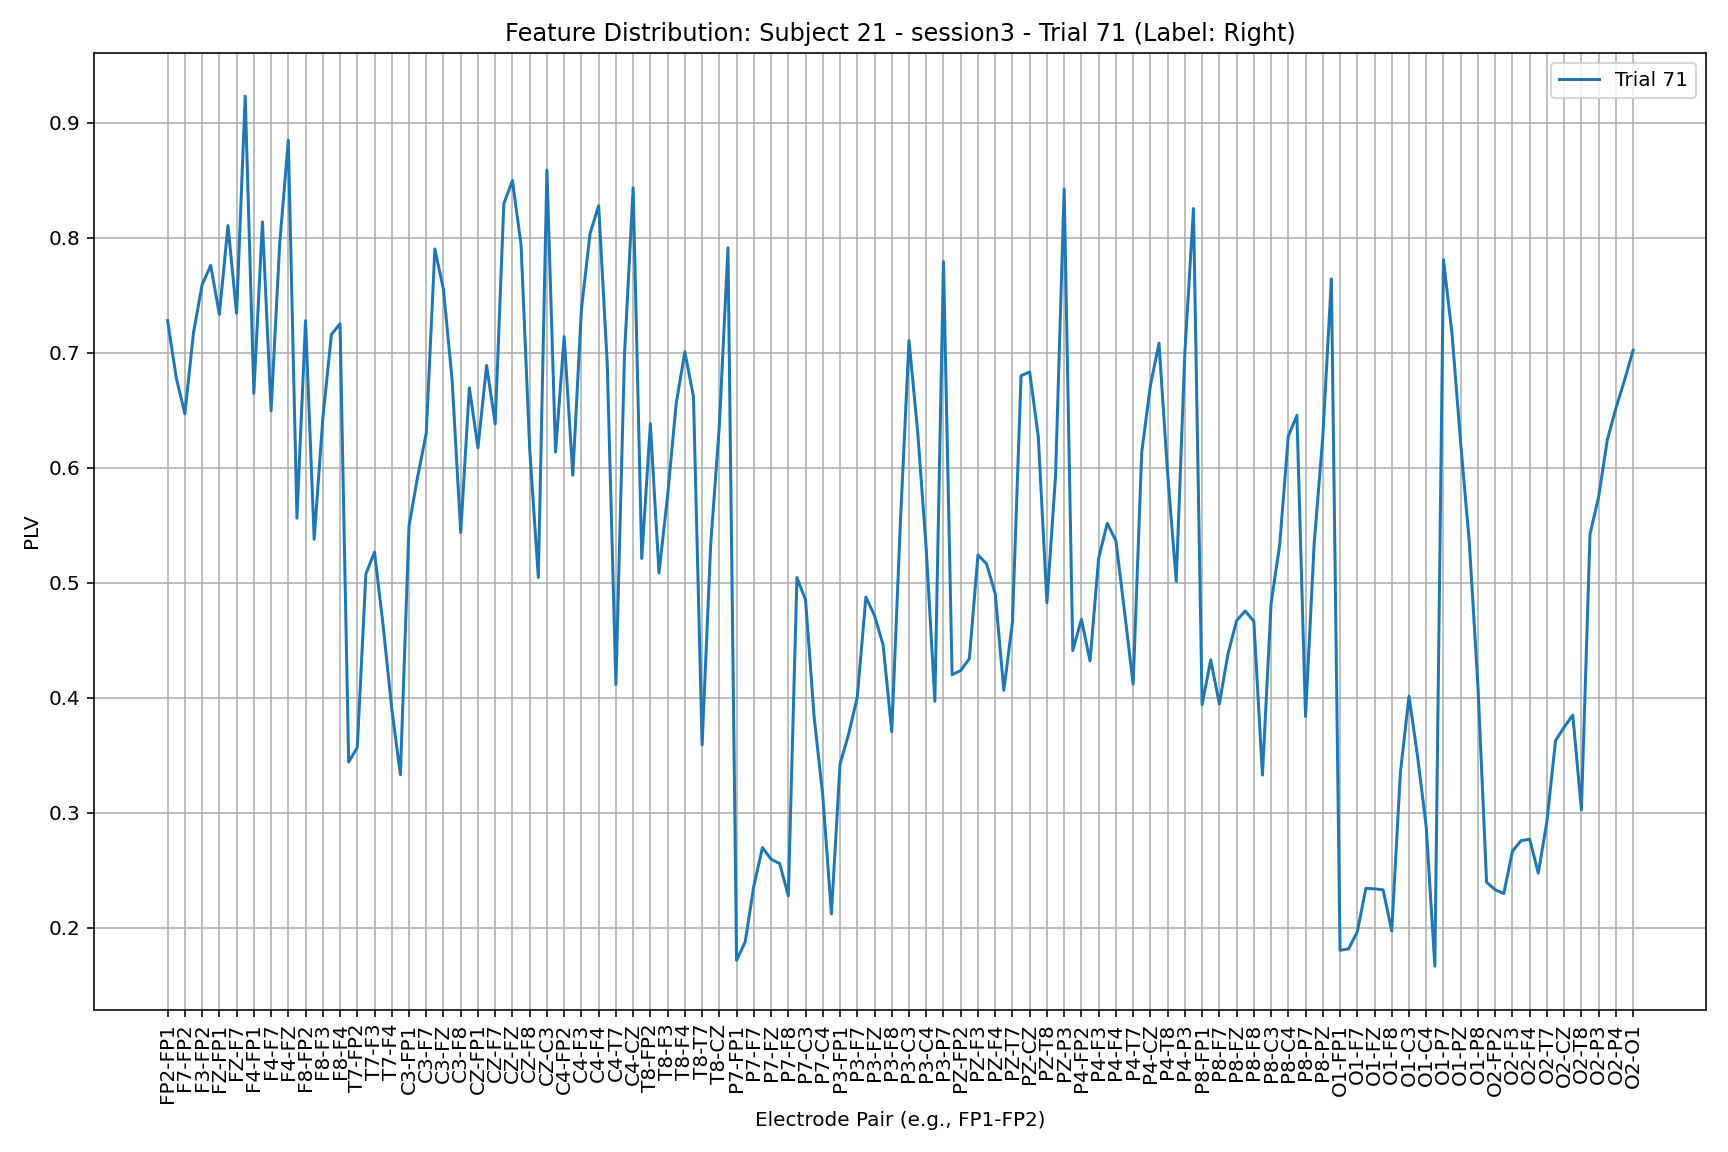 Feature Distribution: Subject 21 - session3 - Trial 71 (Label: Right)
Trial 71
PLV
0.9
0.8
0.7
0.6
0.5
0.4
0.3
0.2
FP2-FP1
F7-FP2
F3-FP2
FZ-FP1
FZ-F7
F4-FP1
F4-F7
F4-FZ
F8-FP2
F8-F3
F8-F4
T7-FP2
T7-F3
T7-F4
C3-FP1
C3-F7
C3-FZ
C3-F8
CZ-FP1
CZ-F7
CZ-FZ
CZ-F8
CZ-C3
C4-FP2
C4-F3
C4-F4
C4-T7
C4-CZ
T8-FP2
T8-F3
T8-F4
T8-T7
T8-CZ
P7-FP1
P7-F7
P7-FZ
P7-F8
P7-C3
P7-C4
P3-FP1
P3-F7
P3-FZ
P3-F8
P3-C3
P3-C4
P3-P7
PZ-FP2
PZ-F3
PZ-F4
PZ-T7
PZ-CZ
PZ-T8
PZ-P3
P4-FP2
P4-F3
P4-F4
P4-T7
P4-CZ
P4-T8
P4-P3
P8-FP1
P8-F7
P8-FZ
P8-F8
P8-C3
P8-C4
P8-P7
P8-PZ
O1-FP1
O1-F7
O1-FZ
O1-F8
O1-C3
O1-C4
O1-P7
O1-PZ
O1-P8
O2-FP2
O2-F3
O2-F4
O2-T7
O2-CZ
O2-T8
O2-P3
O2-P4
O2-O1
Electrode Pair (e.g., FP1-FP2)